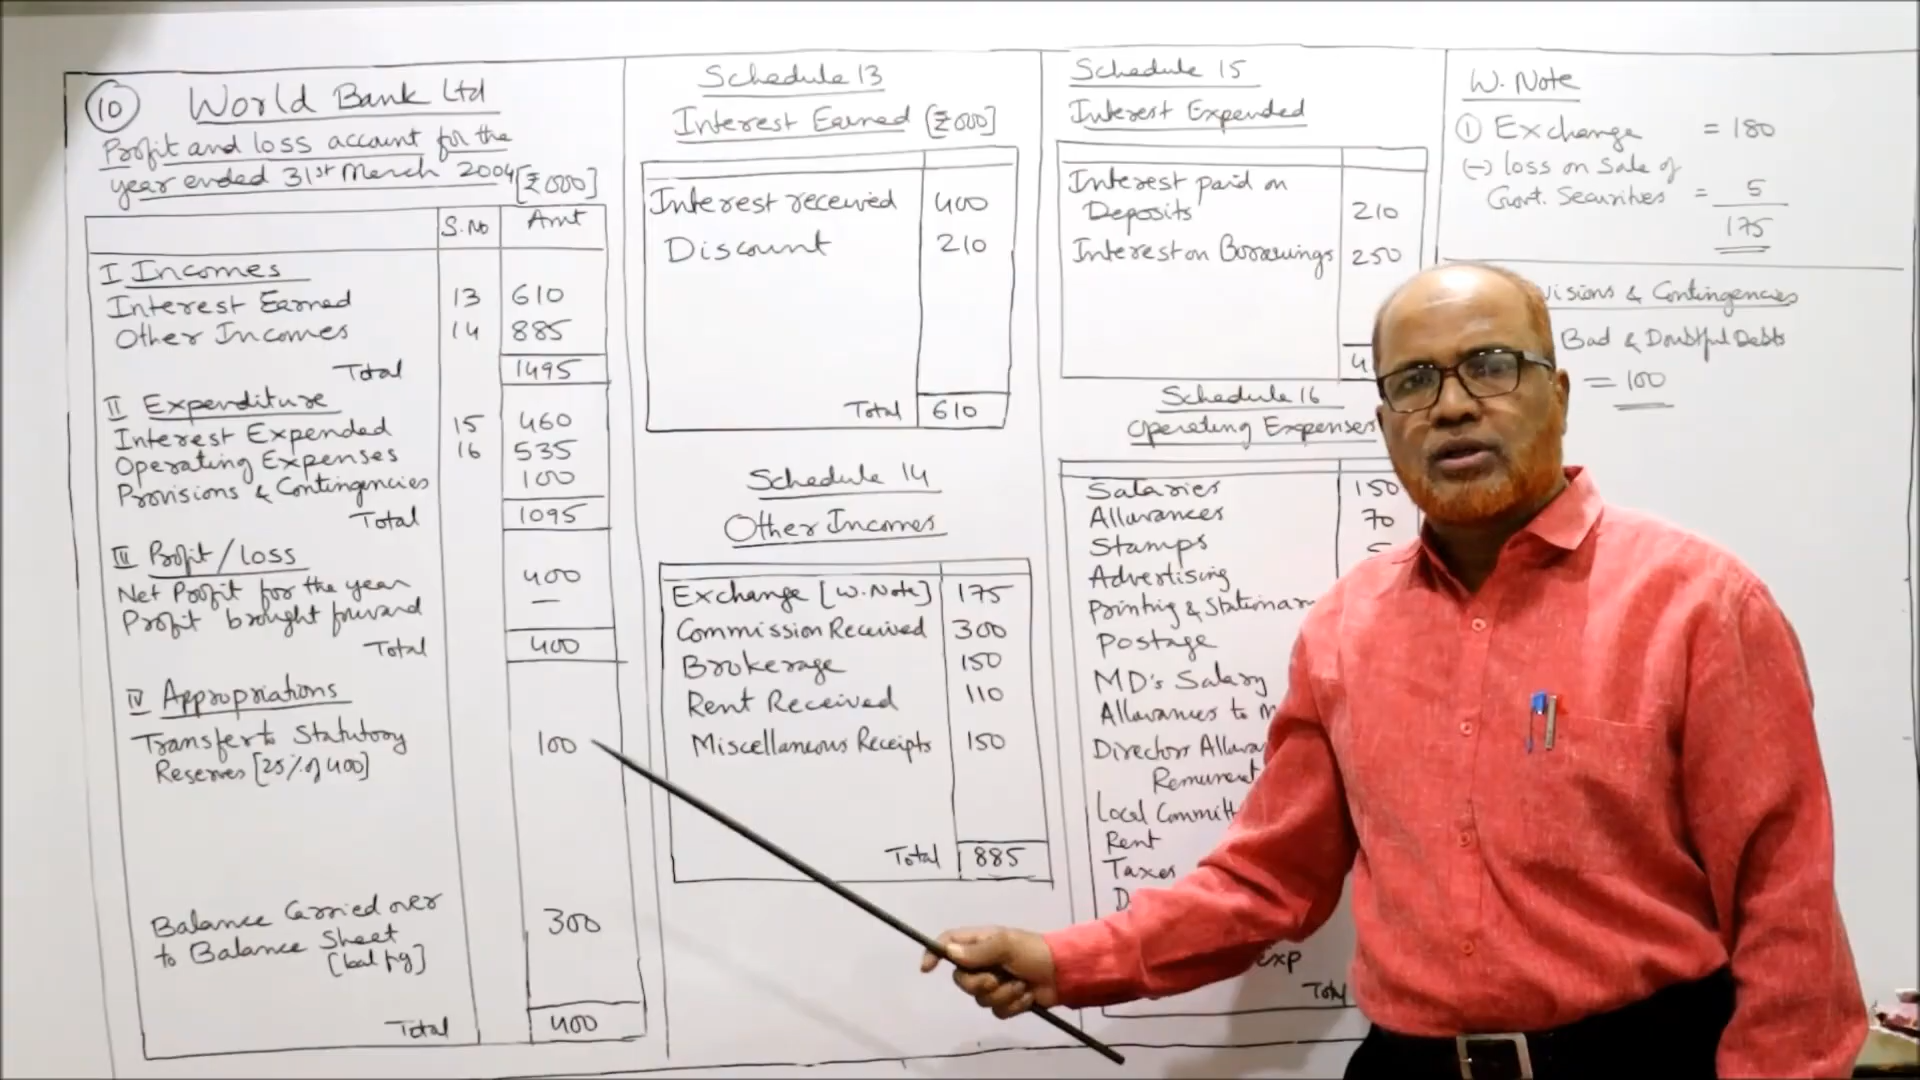 10 World Bank Ltd
Profit and loss account for the
year ended 31st March 2004 [₹000]
S.No Amt
I Incomes
Interest Earned 13 610
Other Incomes 14 885
Total 1495
II Expenditure
Interest Expended 15 460
Operating Expenses 16 535
Provisions & Contingencies 100
Total 1095
III Profit/loss
Net Profit for the year 400
Profit brought forward —
Total 400
IV Appropriations
Transfer to Statutory 100
Reserves [25% of 400]
Balance Carried over 300
to Balance Sheet
[bal fig]
Total 400
Schedule 13
Interest Earned [₹000]
Interest received 400
Discount 210
Total 610
Schedule 14
Other Incomes
Exchange [W.Note] 175
Commission Received 300
Brokerage 150
Rent Received 110
Miscellaneous Receipts 150
Total 885
Schedule 15
Interest Expended
Interest paid on
Deposits 210
Interest on Borrowings 250
4
Schedule 16
Operating Expenses
Salaries 150
Allowances 70
Stamps
Advertising
Printing &
Postage
MD's Salary
Allowances to M
Directors
Local
Rent
Taxes
D
exp
Total
W. Note
① Exchange = 180
(-) loss on Sale of
Govt. Securities = 5
175
visions & Contingencies
Bad & Doubtful Debts
= 100